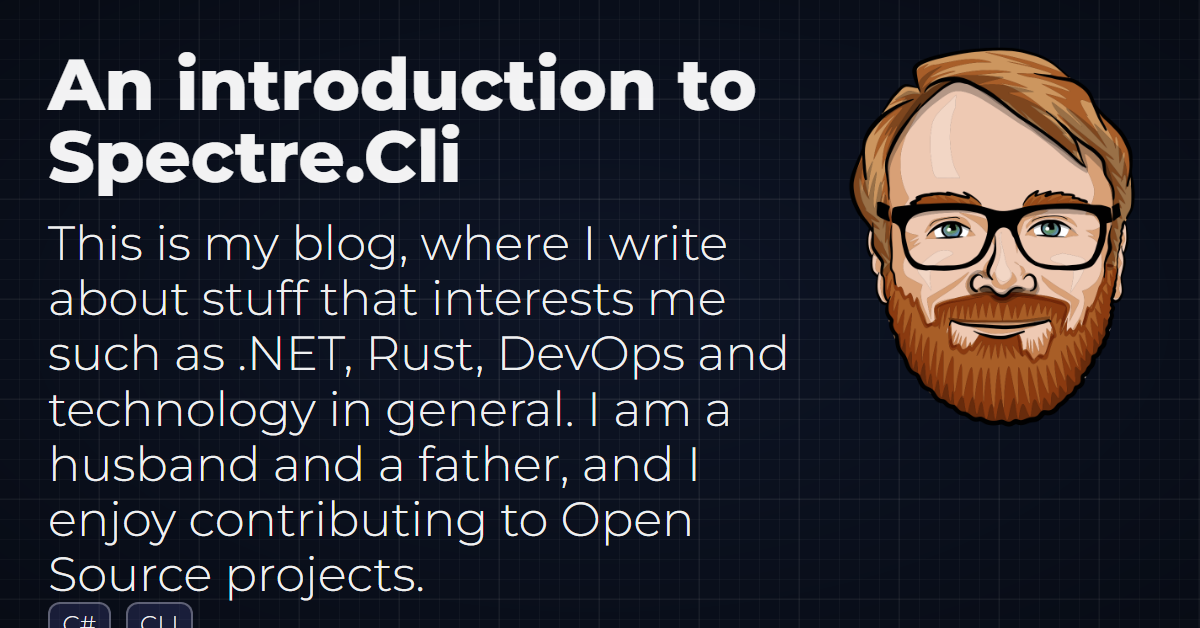 An introduction to
Spectre.Cli
This is my blog, where I write
about stuff that interests me
such as .NET, Rust, DevOps and
technology in general. I am a
husband and a father, and I
enjoy contributing to Open
Source projects.
C# CLI